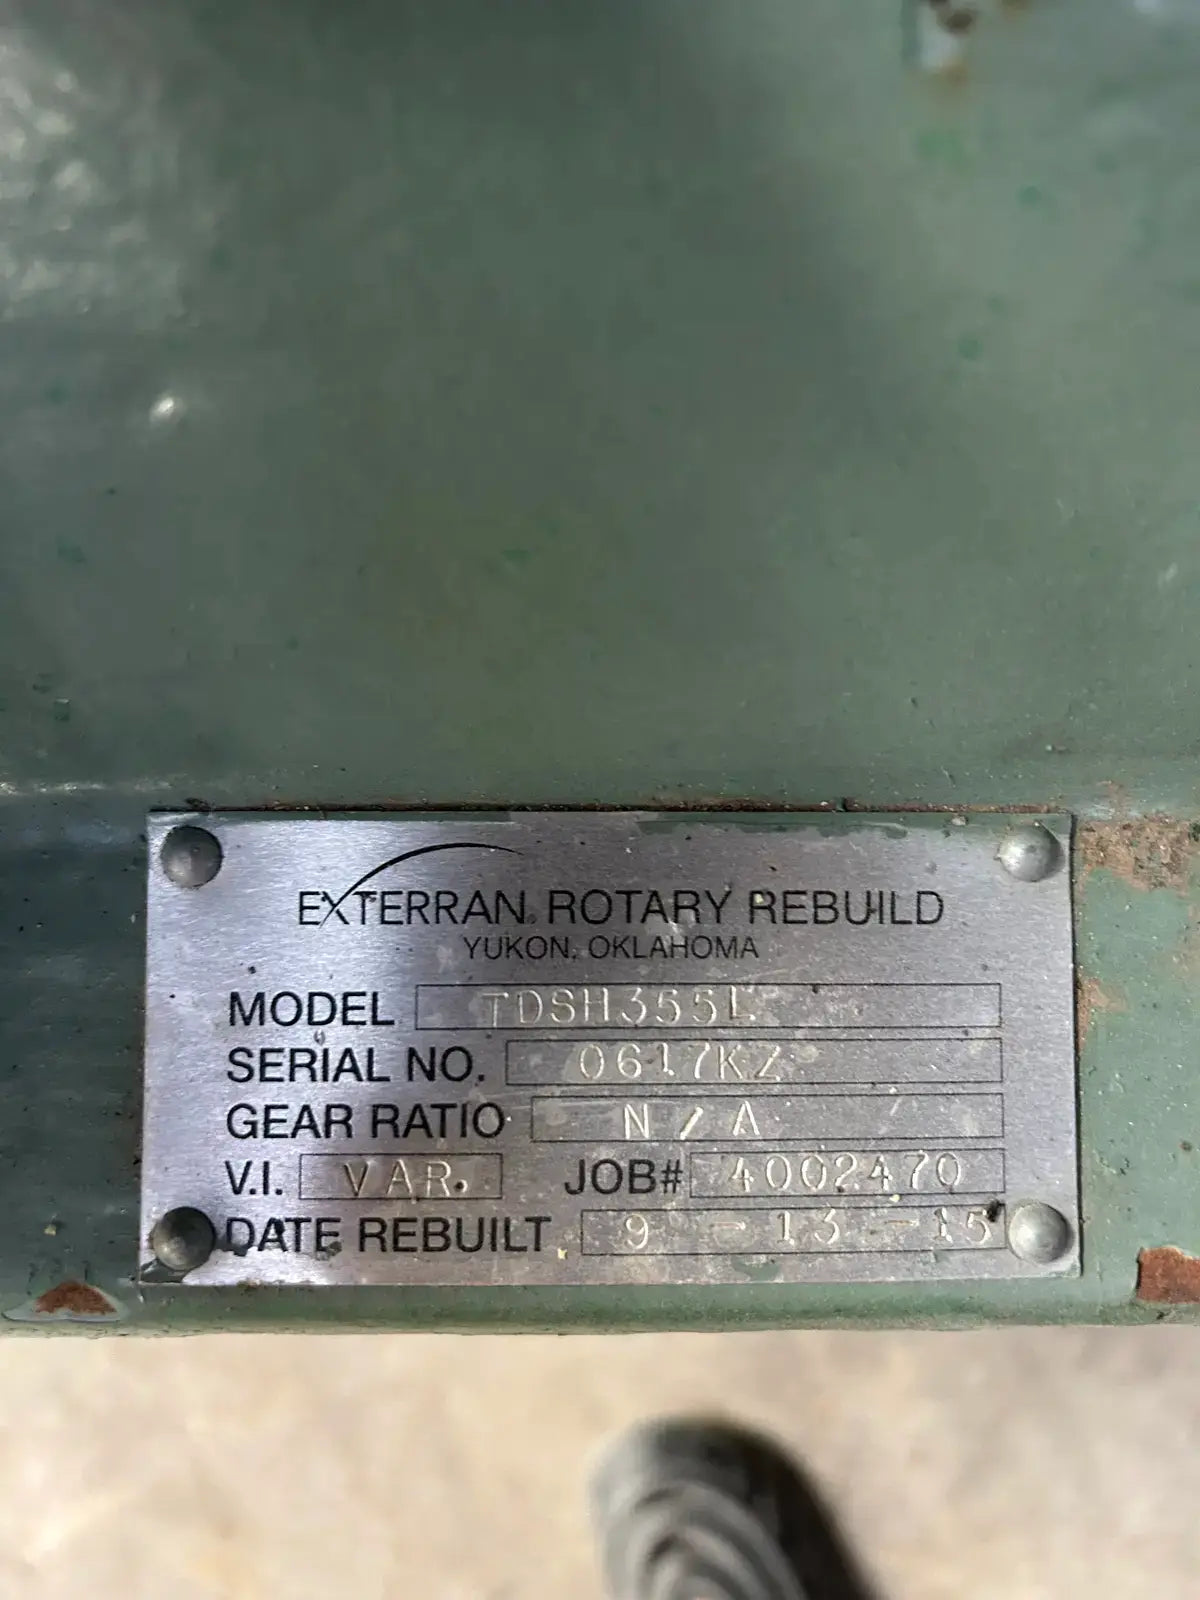 EXTERRAN ROTARY REBUILD
YUKON, OKLAHOMA
MODEL TDSH355L
SERIAL NO. 0617KZ
GEAR RATIO N/A
V.I. VAR. JOB# 4002470
DATE REBUILT 9-13-15